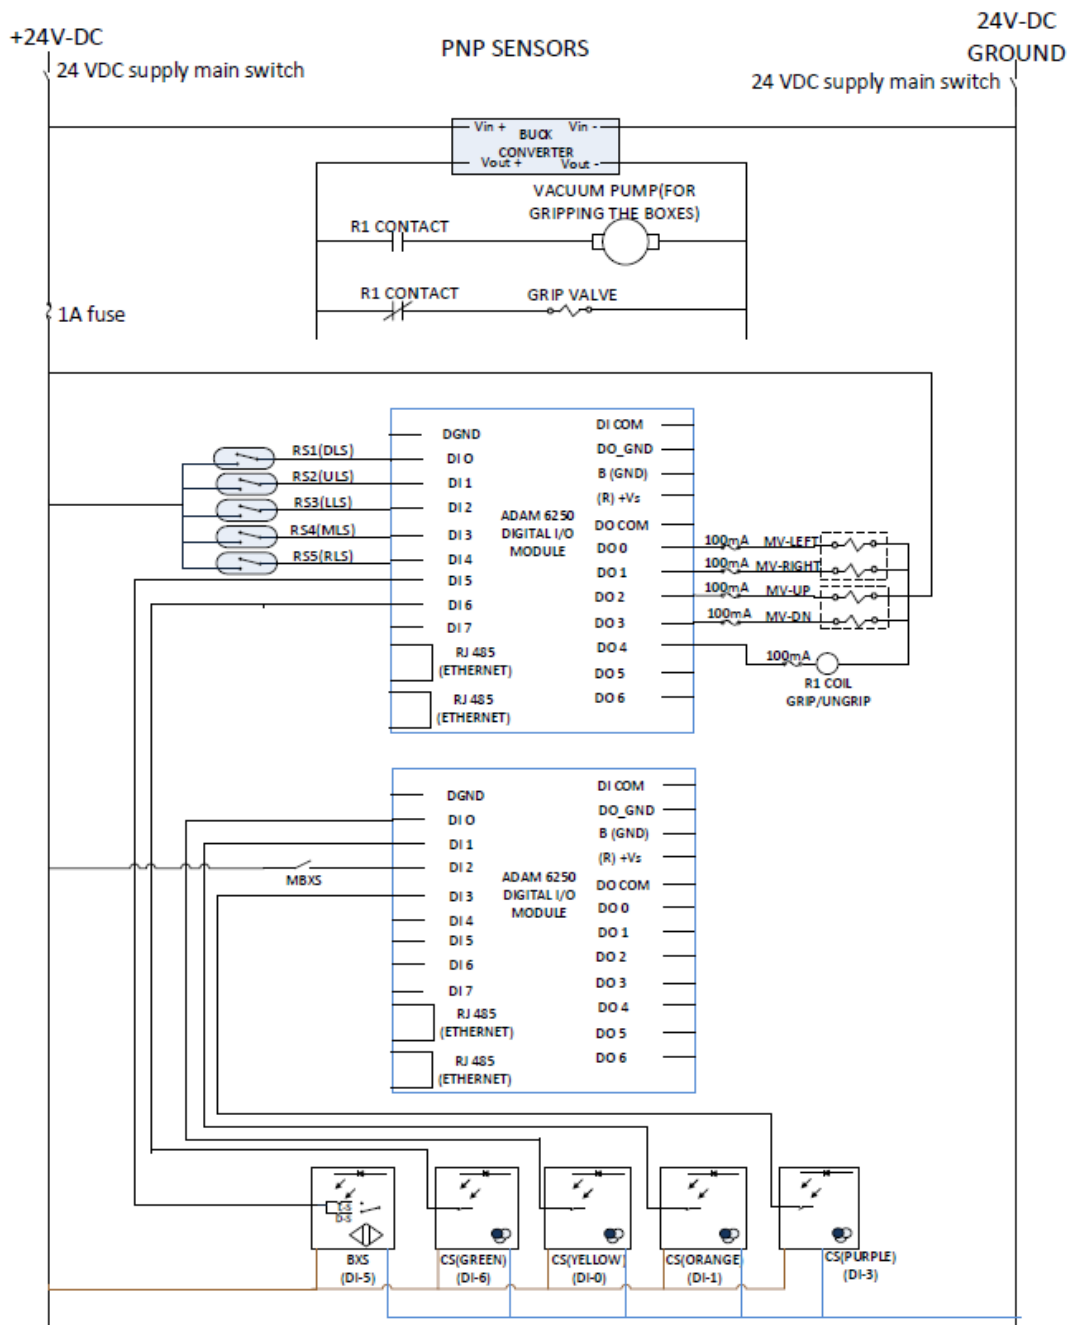 +24V-DC
PNP SENSORS
24V-DC
GROUND
24 VDC supply main switch
24 VDC supply main switch
Vin +
Vin -
BUCK
CONVERTER
Vout +
Vout -
VACUUM PUMP(FOR
GRIPPING THE BOXES)
R1 CONTACT
R1 CONTACT
GRIP VALVE
1A fuse
DGND
DI 0
DI 1
DI 2
DI 3
DI 4
DI 5
DI 6
DI 7
RJ 485
(ETHERNET)
RJ 485
(ETHERNET)
RS1(DLS)
RS2(ULS)
RS3(LLS)
RS4(MLS)
RS5(RLS)
ADAM 6250
DIGITAL I/O
MODULE
DI COM
DO_GND
B (GND)
(R) +Vs
DO COM
DO 0
DO 1
DO 2
DO 3
DO 4
DO 5
DO 6
100mA MV-LEFT
100mA MV-RIGHT
100mA MV-UP
100mA MV-DN
100mA
R1 COIL
GRIP/UNGRIP
DGND
DI 0
DI 1
DI 2
DI 3
DI 4
DI 5
DI 6
DI 7
RJ 485
(ETHERNET)
RJ 485
(ETHERNET)
MBXS
ADAM 6250
DIGITAL I/O
MODULE
DI COM
DO_GND
B (GND)
(R) +Vs
DO COM
DO 0
DO 1
DO 2
DO 3
DO 4
DO 5
DO 6
L-S
D-S
BXS
(DI-5)
CS(GREEN)
(DI-6)
CS(YELLOW)
(DI-0)
CS(ORANGE)
(DI-1)
CS(PURPLE)
(DI-3)